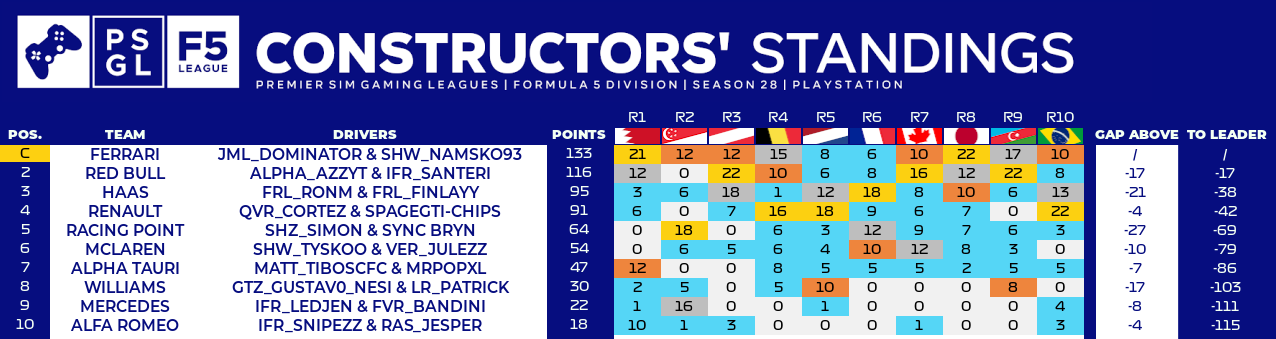 PS GL F5 LEAGUE CONSTRUCTORS' STANDINGS
PREMIER SIM GAMING LEAGUES | FORMULA 5 DIVISION | SEASON 28 | PLAYSTATION
R1 R2 R3 R4 R5 R6 R7 R8 R9 R10
POS. TEAM DRIVERS POINTS GAP ABOVE TO LEADER
C FERRARI JML_DOMINATOR & SHW_NAMSKO93 133 21 12 12 15 8 6 10 22 17 10 / /
2 RED BULL ALPHA_AZZYT & IFR_SANTERI 116 12 0 22 10 6 8 16 12 22 8 -17 -17
3 HAAS FRL_RONM & FRL_FINLAYY 95 3 6 18 1 12 18 8 10 6 13 -21 -38
4 RENAULT QVR_CORTEZ & SPAGEGTI-CHIPS 91 6 0 7 16 18 9 6 7 0 22 -4 -42
5 RACING POINT SHZ_SIMON & SYNC BRYN 64 0 18 0 6 3 12 9 7 6 3 -27 -69
6 MCLAREN SHW_TYSKOO & VER_JULEZZ 54 0 6 5 6 4 10 12 8 3 0 -10 -79
7 ALPHA TAURI MATT_TIBOSCFC & MRPOPXL 47 12 0 0 8 5 5 5 2 5 5 -7 -86
8 WILLIAMS GTZ_GUSTAV0_NESI & LR_PATRICK 30 2 5 0 5 10 0 0 0 8 0 -17 -103
9 MERCEDES IFR_LEDJEN & FVR_BANDINI 22 1 16 0 0 1 0 0 0 0 4 -8 -111
10 ALFA ROMEO IFR_SNIPEZZ & RAS_JESPER 18 10 1 3 0 0 0 1 0 0 3 -4 -115